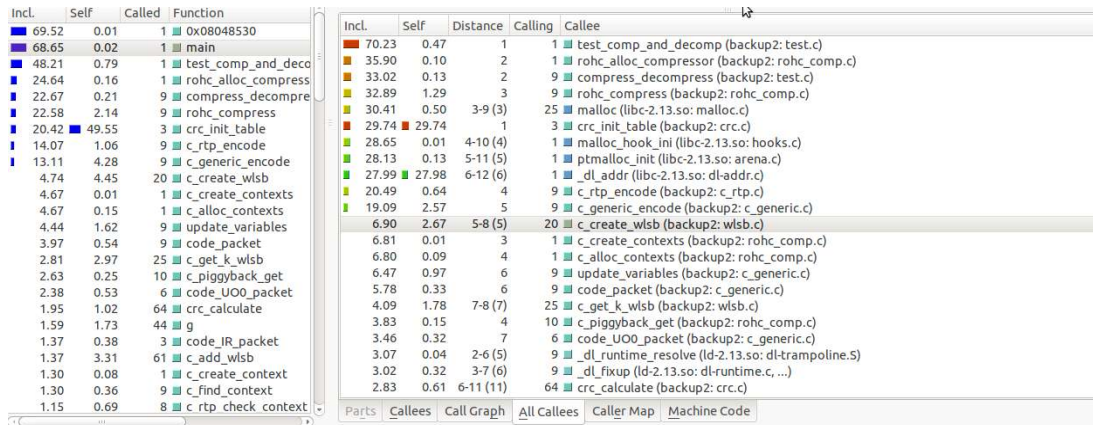 Incl. Self Called Function
69.52 0.01 1 0x08048530
68.65 0.02 1 main
48.21 0.79 1 test_comp_and_deco
24.64 0.16 1 rohc_alloc_compress
22.67 0.21 9 compress_decompre
22.58 2.14 9 rohc_compress
20.42 49.55 3 crc_init_table
14.07 1.06 9 c_rtp_encode
13.11 4.28 9 c_generic_encode
4.74 4.45 20 c_create_wlsb
4.67 0.01 1 c_create_contexts
4.67 0.15 1 c_alloc_contexts
4.44 1.62 9 update_variables
3.97 0.54 9 code_packet
2.81 2.97 25 c_get_k_wlsb
2.63 0.25 10 c_piggyback_get
2.38 0.53 6 code_UO0_packet
1.95 1.02 64 crc_calculate
1.59 1.73 44 g
1.37 0.38 3 code_IR_packet
1.37 3.31 61 c_add_wlsb
1.30 0.08 1 c_create_context
1.30 0.36 9 c_find_context
1.15 0.69 8 c_rtp_check_context
Incl. Self Distance Calling Callee
70.23 0.47 1 1 test_comp_and_decomp (backup2: test.c)
35.90 0.10 2 1 rohc_alloc_compressor (backup2: rohc_comp.c)
33.02 0.13 2 9 compress_decompress (backup2: test.c)
32.89 1.29 3 9 rohc_compress (backup2: rohc_comp.c)
30.41 0.50 3-9 (3) 25 malloc (libc-2.13.so: malloc.c)
29.74 29.74 1 3 crc_init_table (backup2: crc.c)
28.65 0.01 4-10 (4) 1 malloc_hook_ini (libc-2.13.so: hooks.c)
28.13 0.13 5-11 (5) 1 ptmalloc_init (libc-2.13.so: arena.c)
27.99 27.98 6-12 (6) 1 _dl_addr (libc-2.13.so: dl-addr.c)
20.49 0.64 4 9 c_rtp_encode (backup2: c_rtp.c)
19.09 2.57 5 9 c_generic_encode (backup2: c_generic.c)
6.90 2.67 5-8 (5) 20 c_create_wlsb (backup2: wlsb.c)
6.81 0.01 3 1 c_create_contexts (backup2: rohc_comp.c)
6.80 0.09 4 1 c_alloc_contexts (backup2: rohc_comp.c)
6.47 0.97 6 9 update_variables (backup2: c_generic.c)
5.78 0.33 6 9 code_packet (backup2: c_generic.c)
4.09 1.78 7-8 (7) 25 c_get_k_wlsb (backup2: wlsb.c)
3.83 0.15 4 10 c_piggyback_get (backup2: rohc_comp.c)
3.46 0.32 7 6 code_UO0_packet (backup2: c_generic.c)
3.07 0.04 2-6 (5) 9 _dl_runtime_resolve (ld-2.13.so: dl-trampoline.S)
3.02 0.32 3-7 (6) 9 _dl_fixup (ld-2.13.so: dl-runtime.c, ...)
2.83 0.61 6-11 (11) 64 crc_calculate (backup2: crc.c)
Parts Callees Call Graph All Callees Caller Map Machine Code